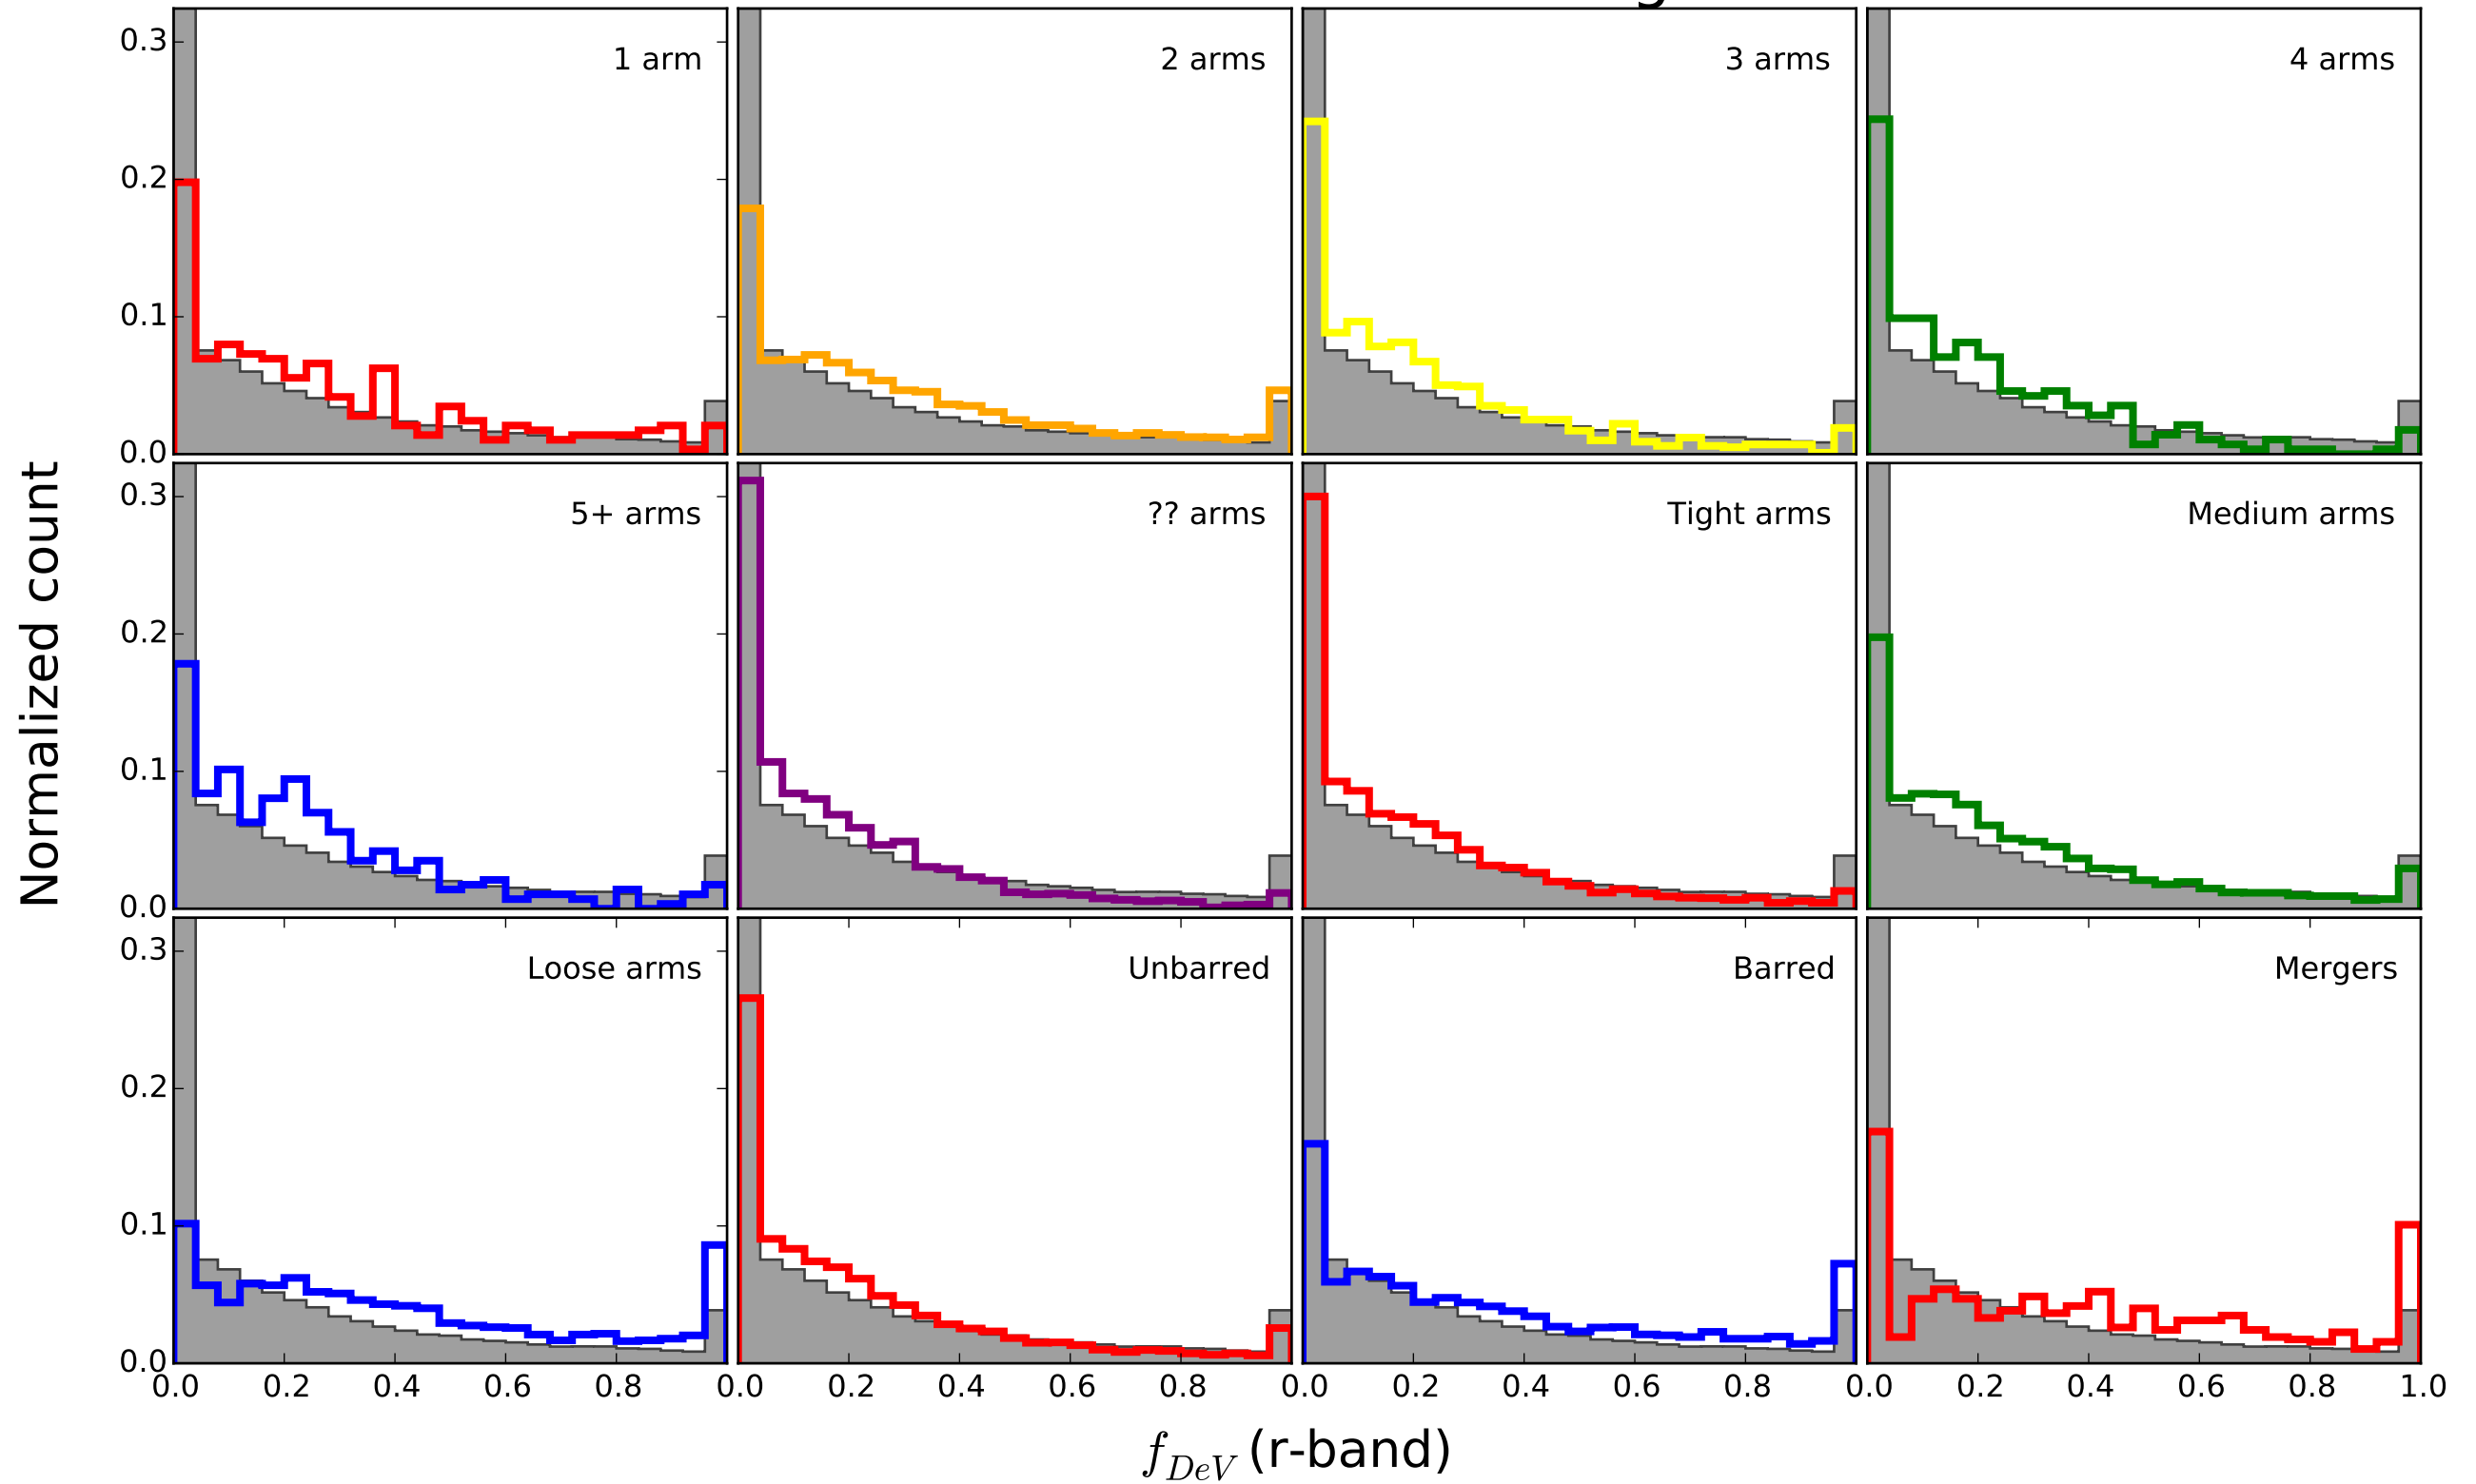 0.3
0.2
0.1
0.0
1 arm
2 arms
3 arms
4 arms
0.3
0.2
0.1
0.0
5+ arms
?? arms
Tight arms
Medium arms
0.3
0.2
0.1
0.0
Loose arms
Unbarred
Barred
Mergers
0.0 0.2 0.4 0.6 0.8 0.0 0.2 0.4 0.6 0.8 0.0 0.2 0.4 0.6 0.8 0.0 0.2 0.4 0.6 0.8 1.0
Normalized count
f_DeV (r-band)